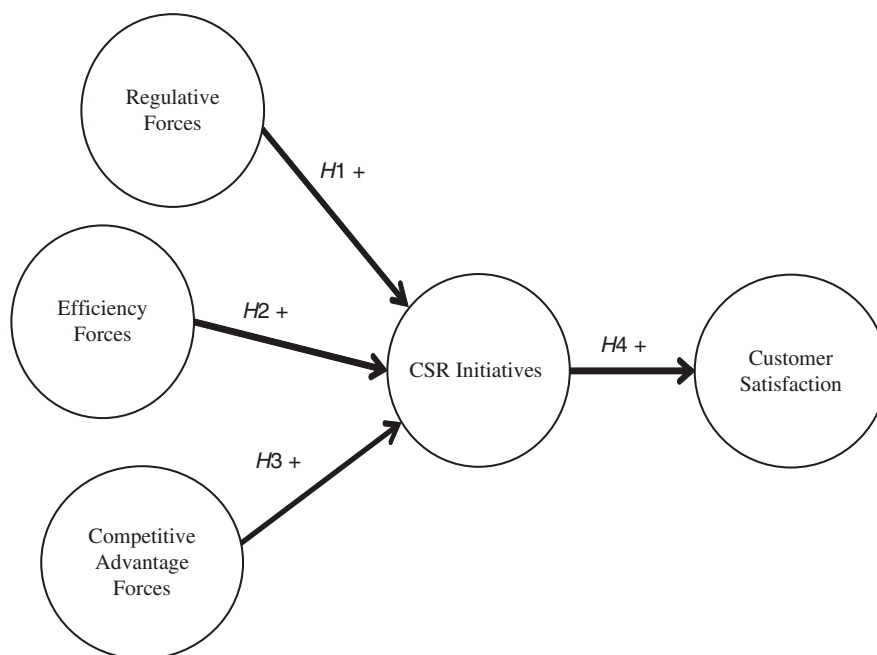 Regulative
Forces
H1 +
Efficiency
Forces
H2 +
CSR Initiatives
H4 +
Customer
Satisfaction
H3 +
Competitive
Advantage
Forces